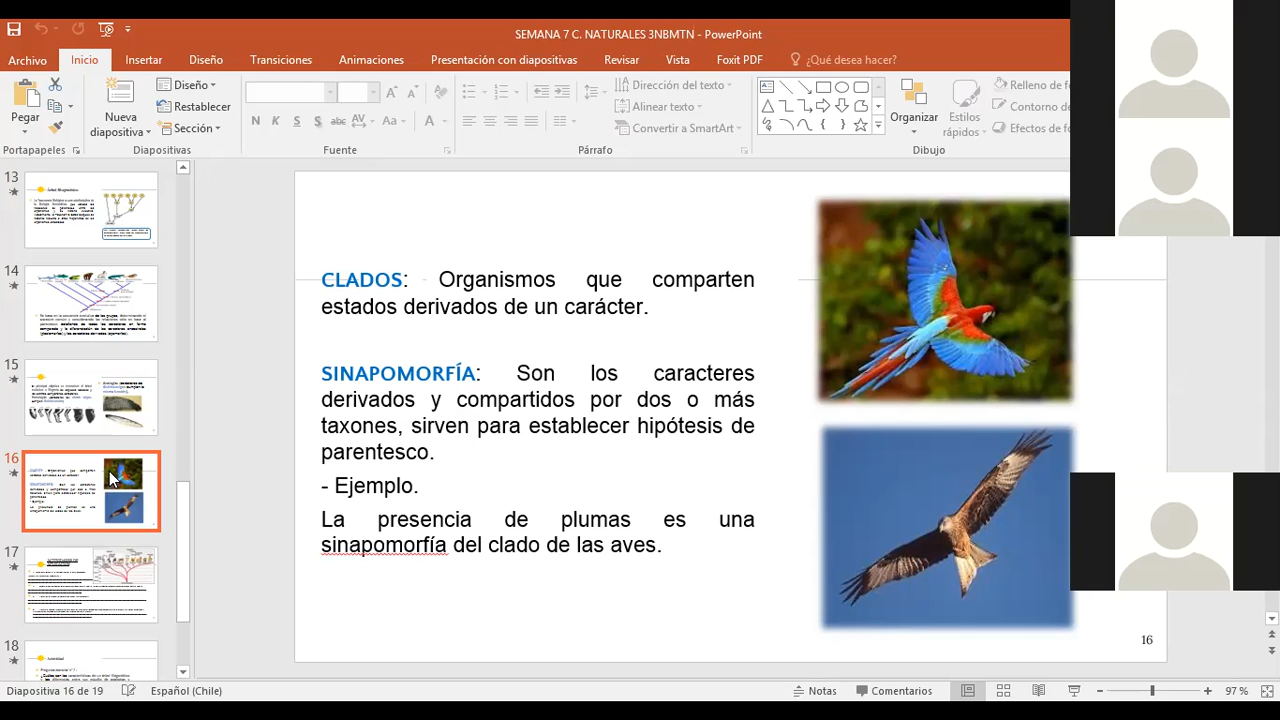 SEMANA 7 C. NATURALES 3NBMTN - PowerPoint
Archivo Inicio Insertar Diseño Transiciones Animaciones Presentación con diapositivas Revisar Vista Foxit PDF ¿Qué desea hacer?
Pegar
Nueva diapositiva
Diseño
Restablecer
Sección
N K S S abc AV Aa A
Dirección del texto
Alinear texto
Convertir a SmartArt
Organizar
Estilos rápidos
Relleno de
Contorno de
Efectos de fo
Portapapeles Diapositivas Fuente Párrafo Dibujo
13
14
15
16
17
18
CLADOS: Organismos que comparten
estados derivados de un carácter.
SINAPOMORFÍA: Son los caracteres
derivados y compartidos por dos o más
taxones, sirven para establecer hipótesis de
parentesco.
- Ejemplo.
La presencia de plumas es una
sinapomorfía del clado de las aves.
16
Diapositiva 16 de 19 Español (Chile) Notas Comentarios 97 %